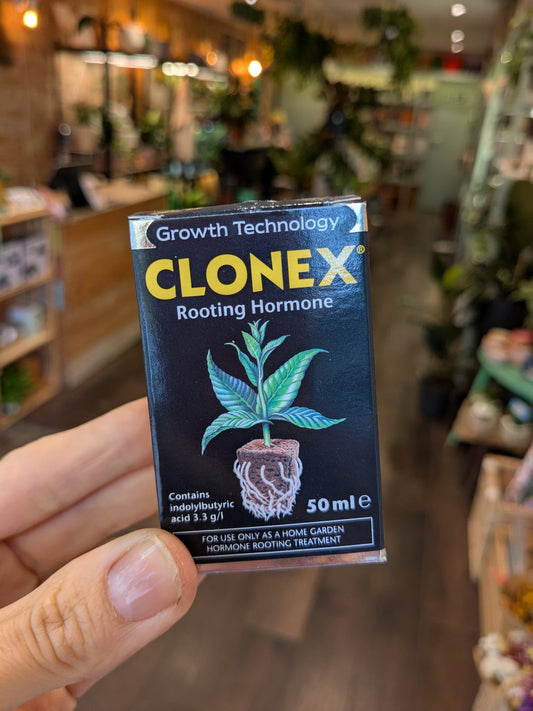 Growth Technology
CLONEX®
Rooting Hormone
Contains
indolylbutyric
acid 3.3 g/l
50 ml e
FOR USE ONLY AS A HOME GARDEN
HORMONE ROOTING TREATMENT